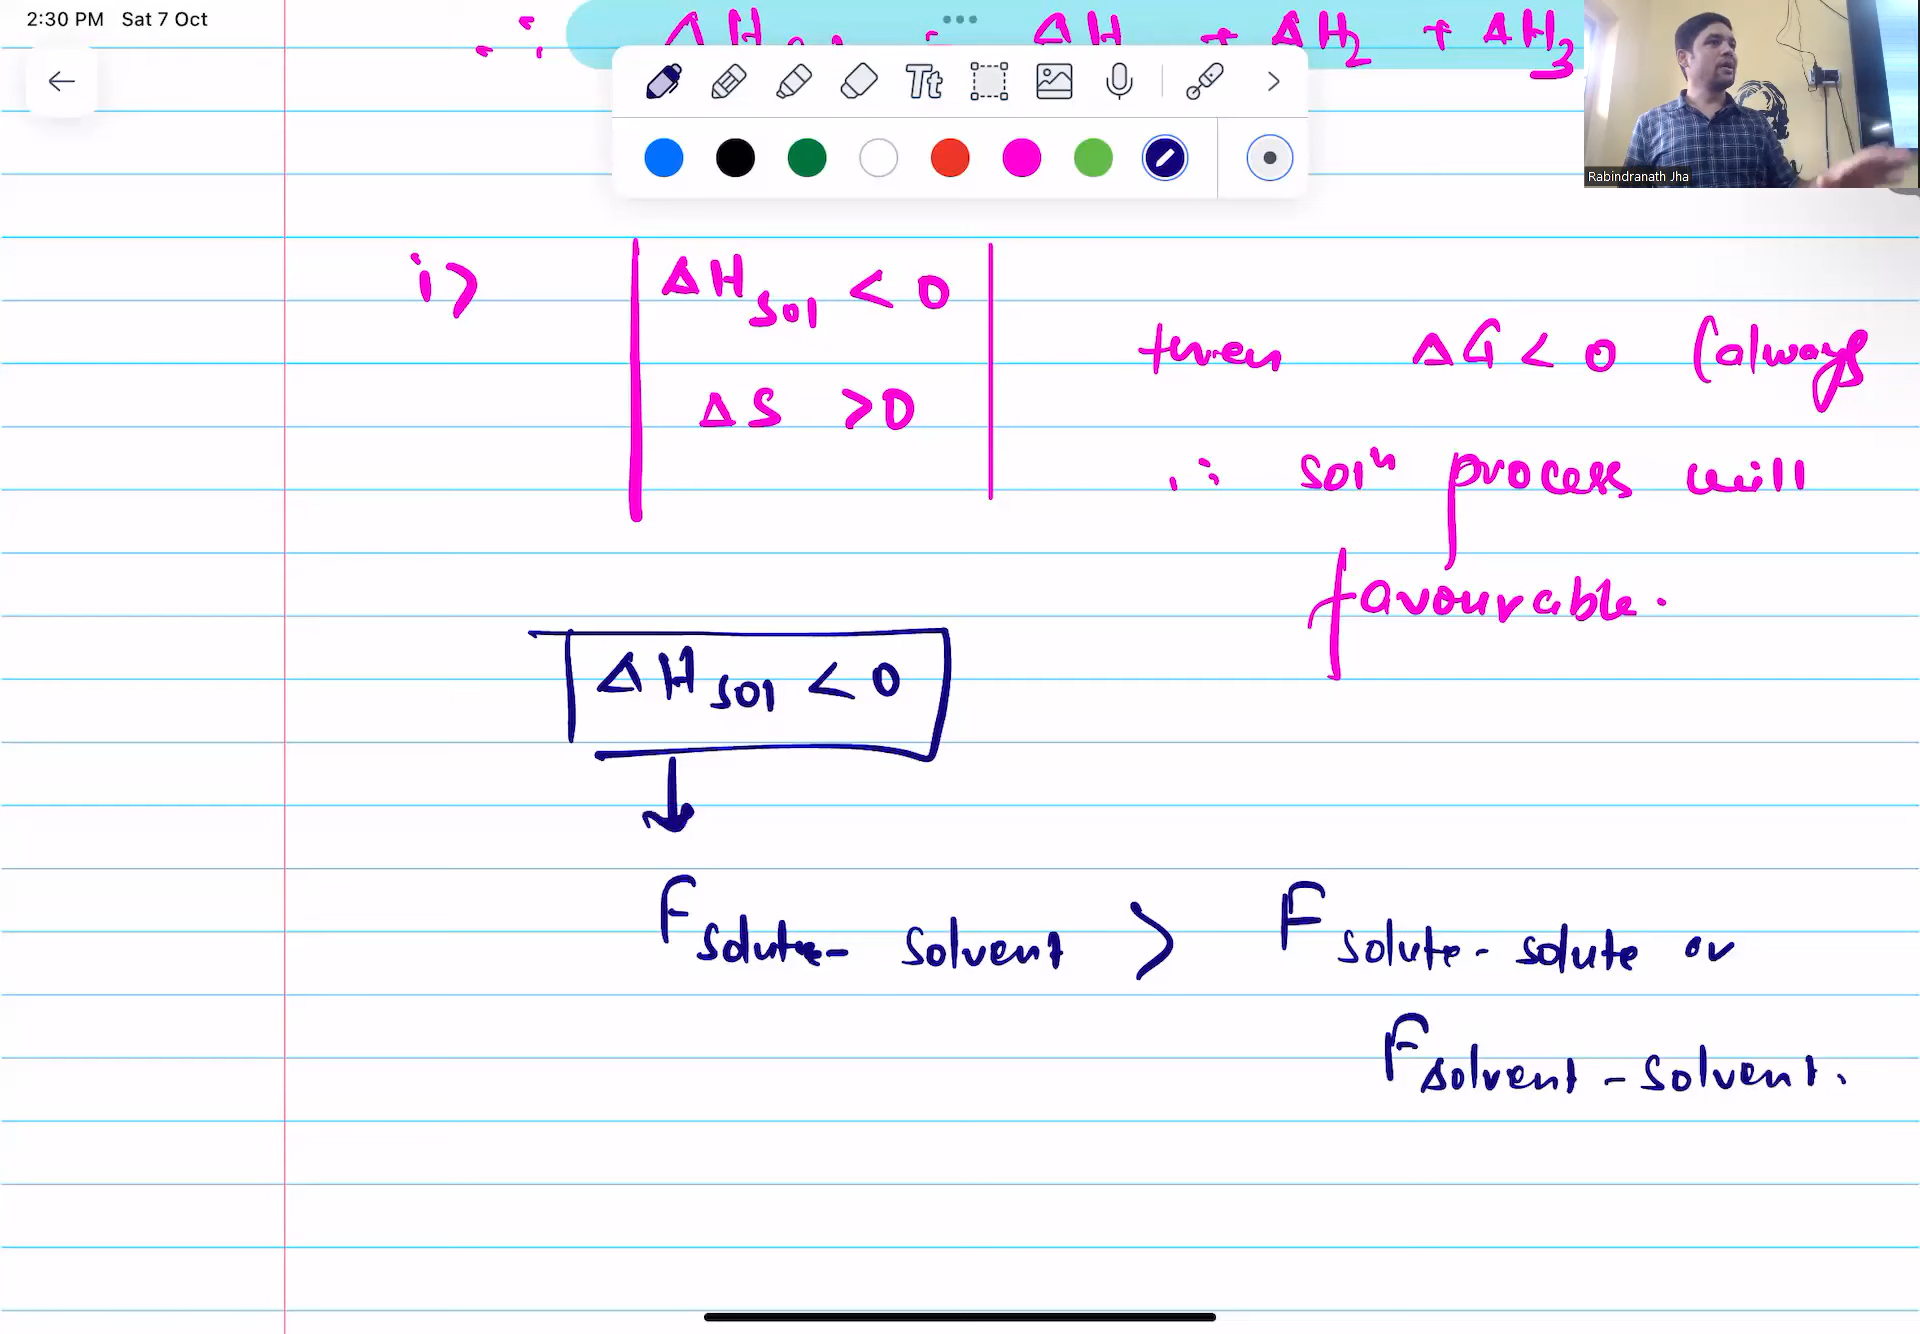 2:30 PM Sat 7 Oct
∴ ΔH = ΔH + ΔH2 + ΔH3
Rabindranath Jha
i> ΔHsol < 0
then ΔG < 0 (always
ΔS > 0
∴ solⁿ process will
favourable.
ΔHsol < 0
↓
Fsolute-solvent > Fsolute-solute or
Fsolvent-solvent.
Tt